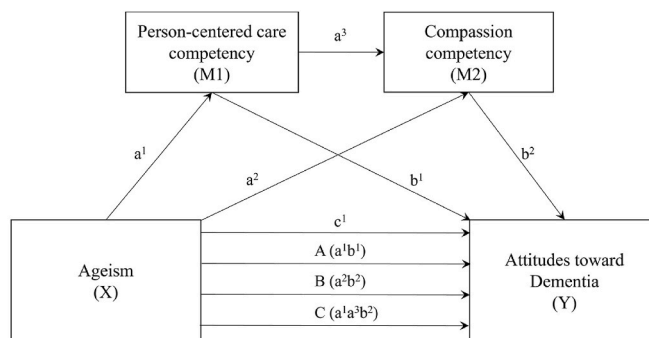 Person-centered care
competency
(M1)
a³
Compassion
competency
(M2)
a¹
a²
b¹
b²
Ageism
(X)
c¹
A (a¹b¹)
B (a²b²)
C (a¹a³b²)
Attitudes toward
Dementia
(Y)